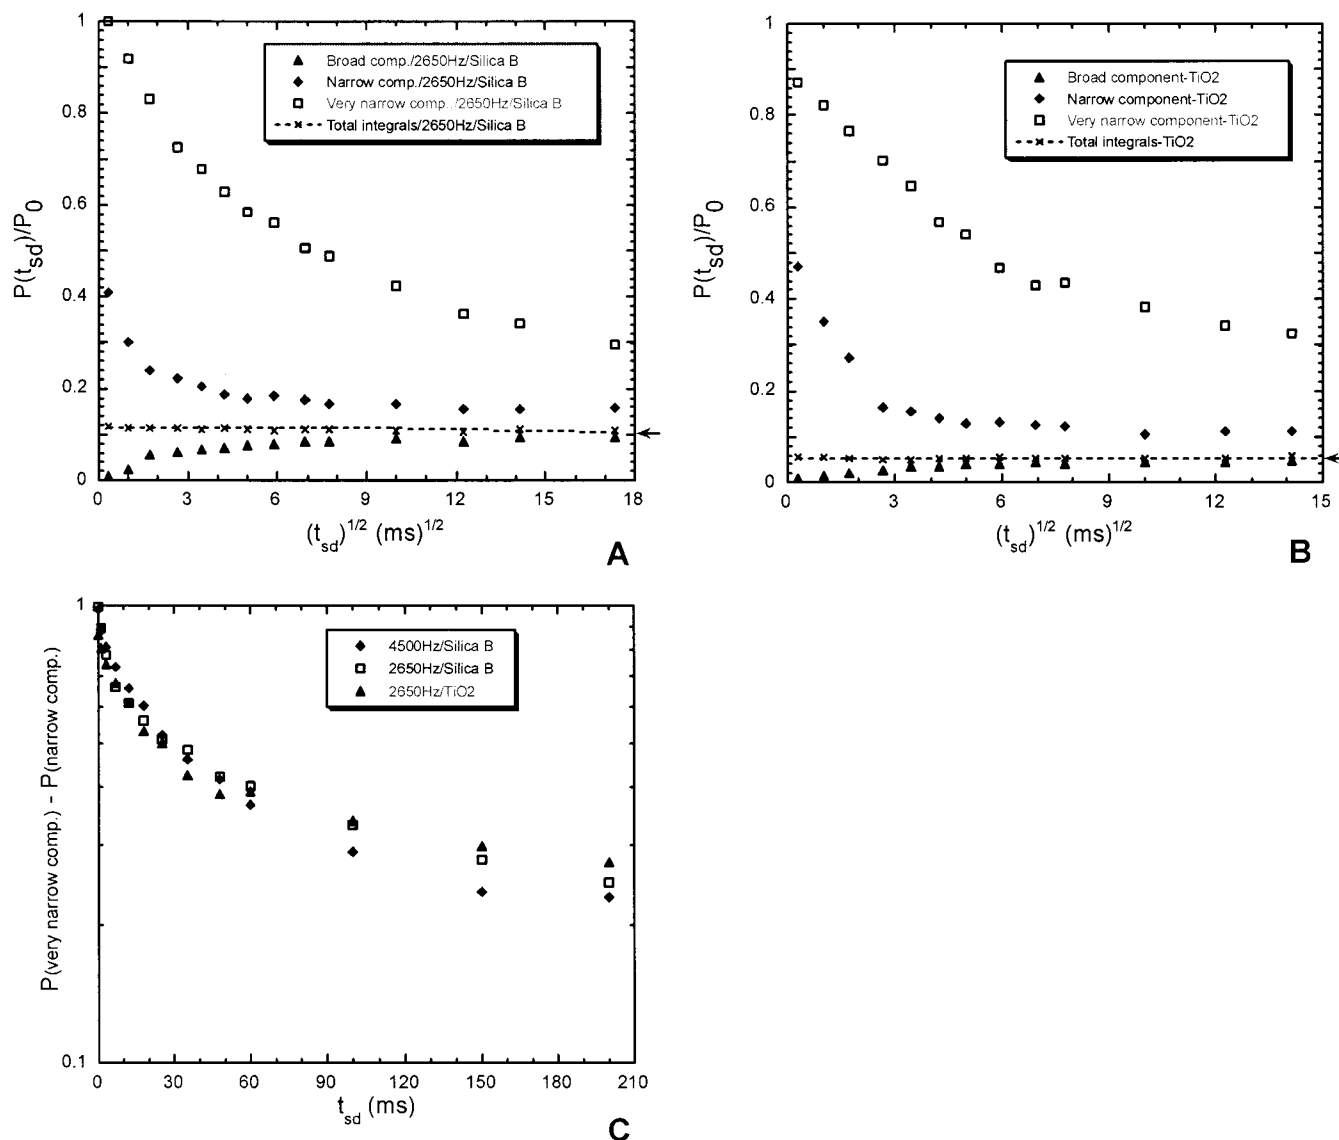 1
0.8
0.6
0.4
0.2
0
P(t_sd)/P_0
Broad comp./2650Hz/Silica B
Narrow comp./2650Hz/Silica B
Very narrow comp../2650Hz/Silica B
Total integrals/2650Hz/Silica B
0 3 6 9 12 15 18
(t_sd)^1/2 (ms)^1/2
A
1
0.8
0.6
0.4
0.2
0
P(t_sd)/P_0
Broad component-TiO2
Narrow component-TiO2
Very narrow component-TiO2
Total integrals-TiO2
0 3 6 9 12 15
(t_sd)^1/2 (ms)^1/2
B
1
0.1
P(very narrow comp.) - P(narrow comp.)
4500Hz/Silica B
2650Hz/Silica B
2650Hz/TiO2
0 30 60 90 120 150 180 210
t_sd (ms)
C